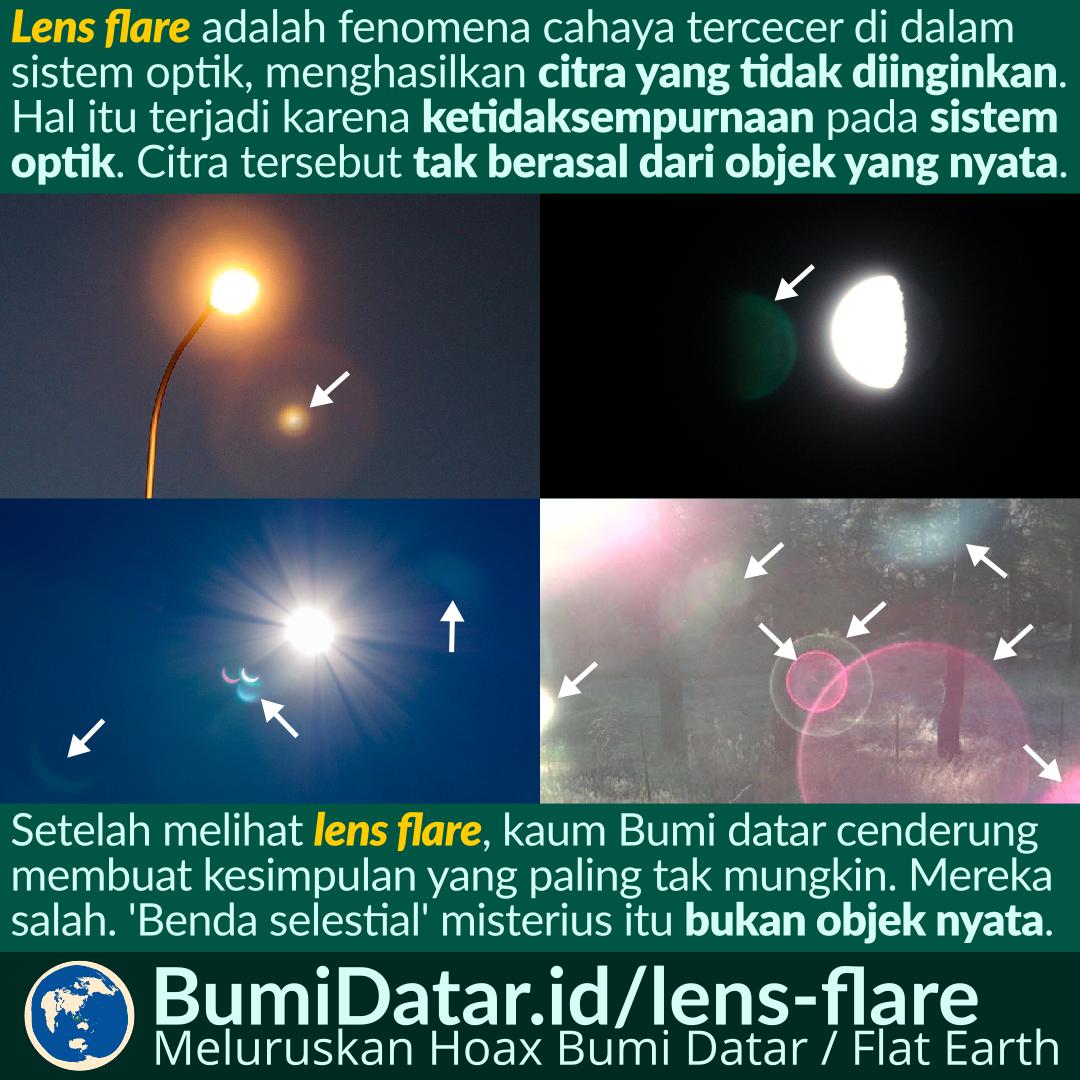 Lens flare adalah fenomena cahaya tercecer di dalam
sistem optik, menghasilkan citra yang tidak diinginkan.
Hal itu terjadi karena ketidaksempurnaan pada sistem
optik. Citra tersebut tak berasal dari objek yang nyata.
Setelah melihat lens flare, kaum Bumi datar cenderung
membuat kesimpulan yang paling tak mungkin. Mereka
salah. 'Benda selestial' misterius itu bukan objek nyata.
BumiDatar.id/lens-flare
Meluruskan Hoax Bumi Datar / Flat Earth